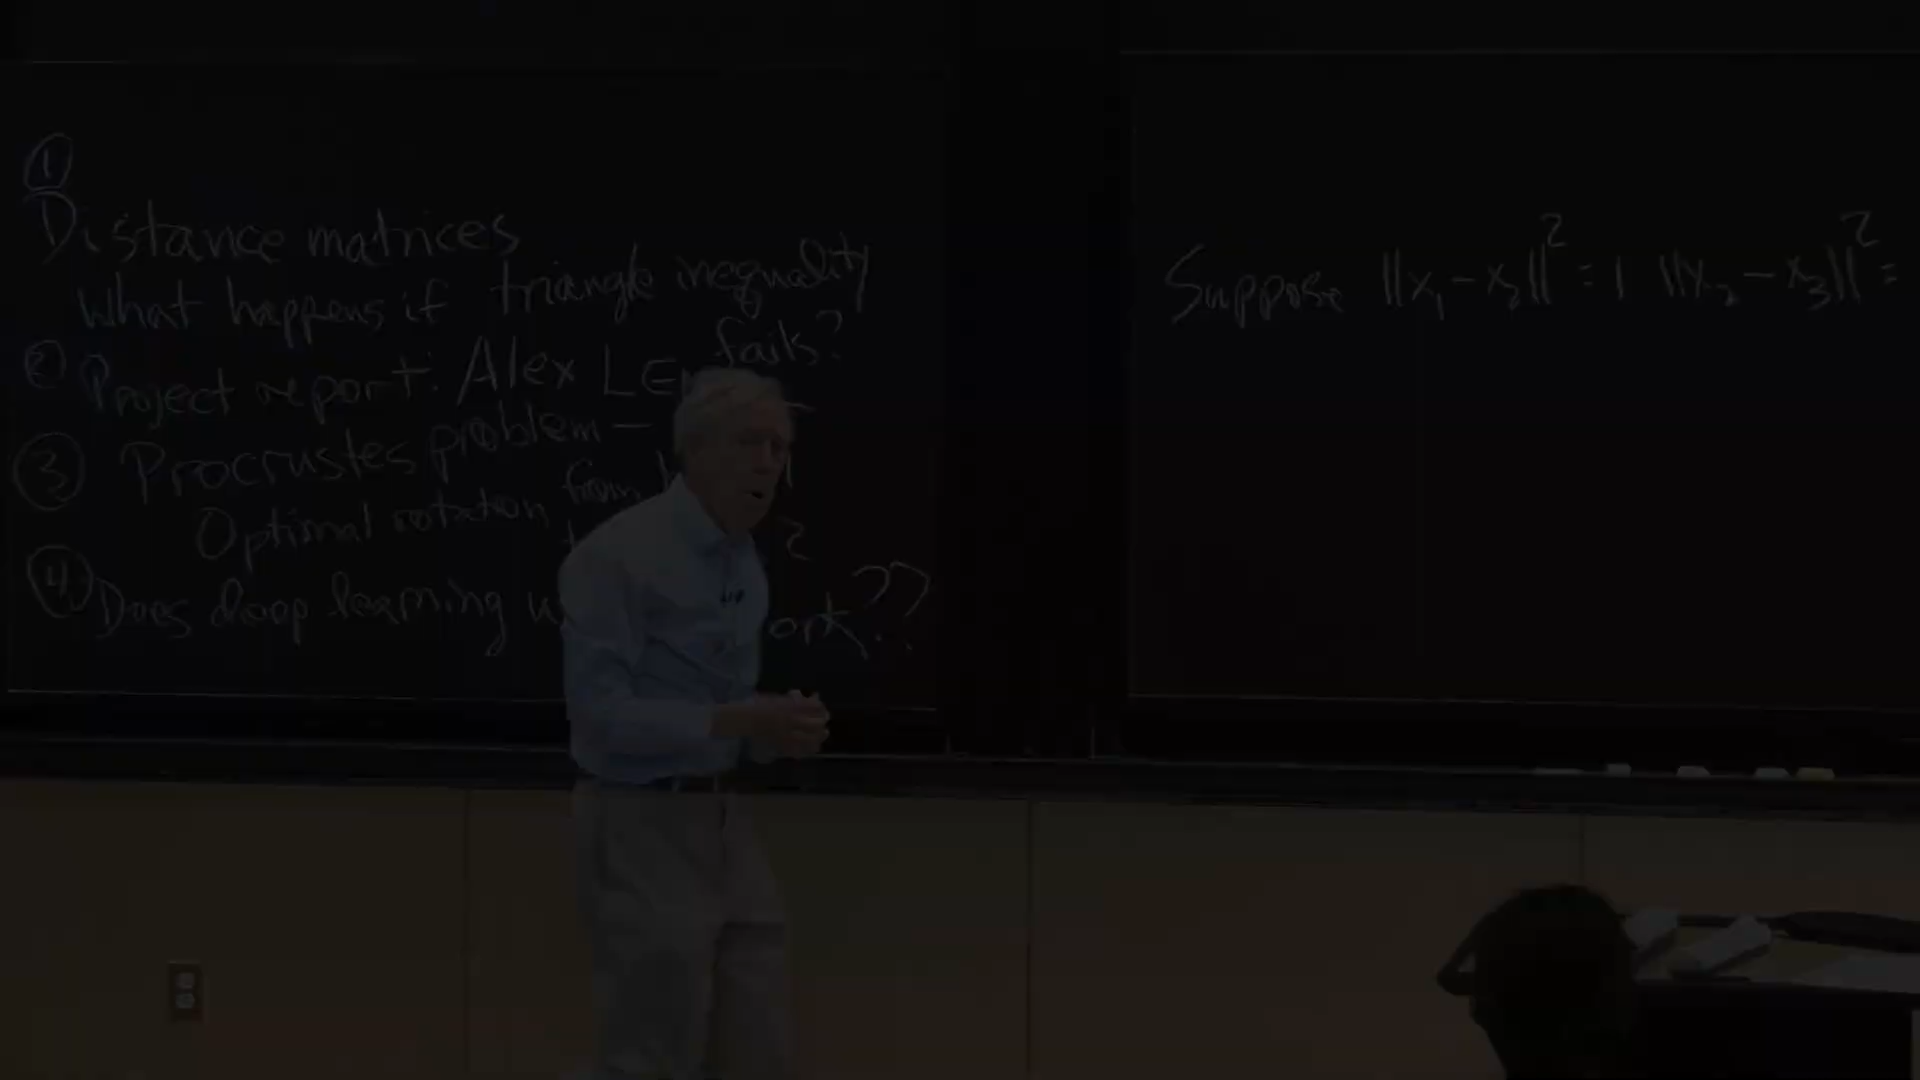 ①
Distance matrices
What happens if triangle inequality
fails?
② Project report: Alex
③ Procrustes problem —
Optimal rotation from
2
④ Does deep learning ork??
Suppose ||x₁ - x₂||² = 1 ||x₂ - x₃||² =